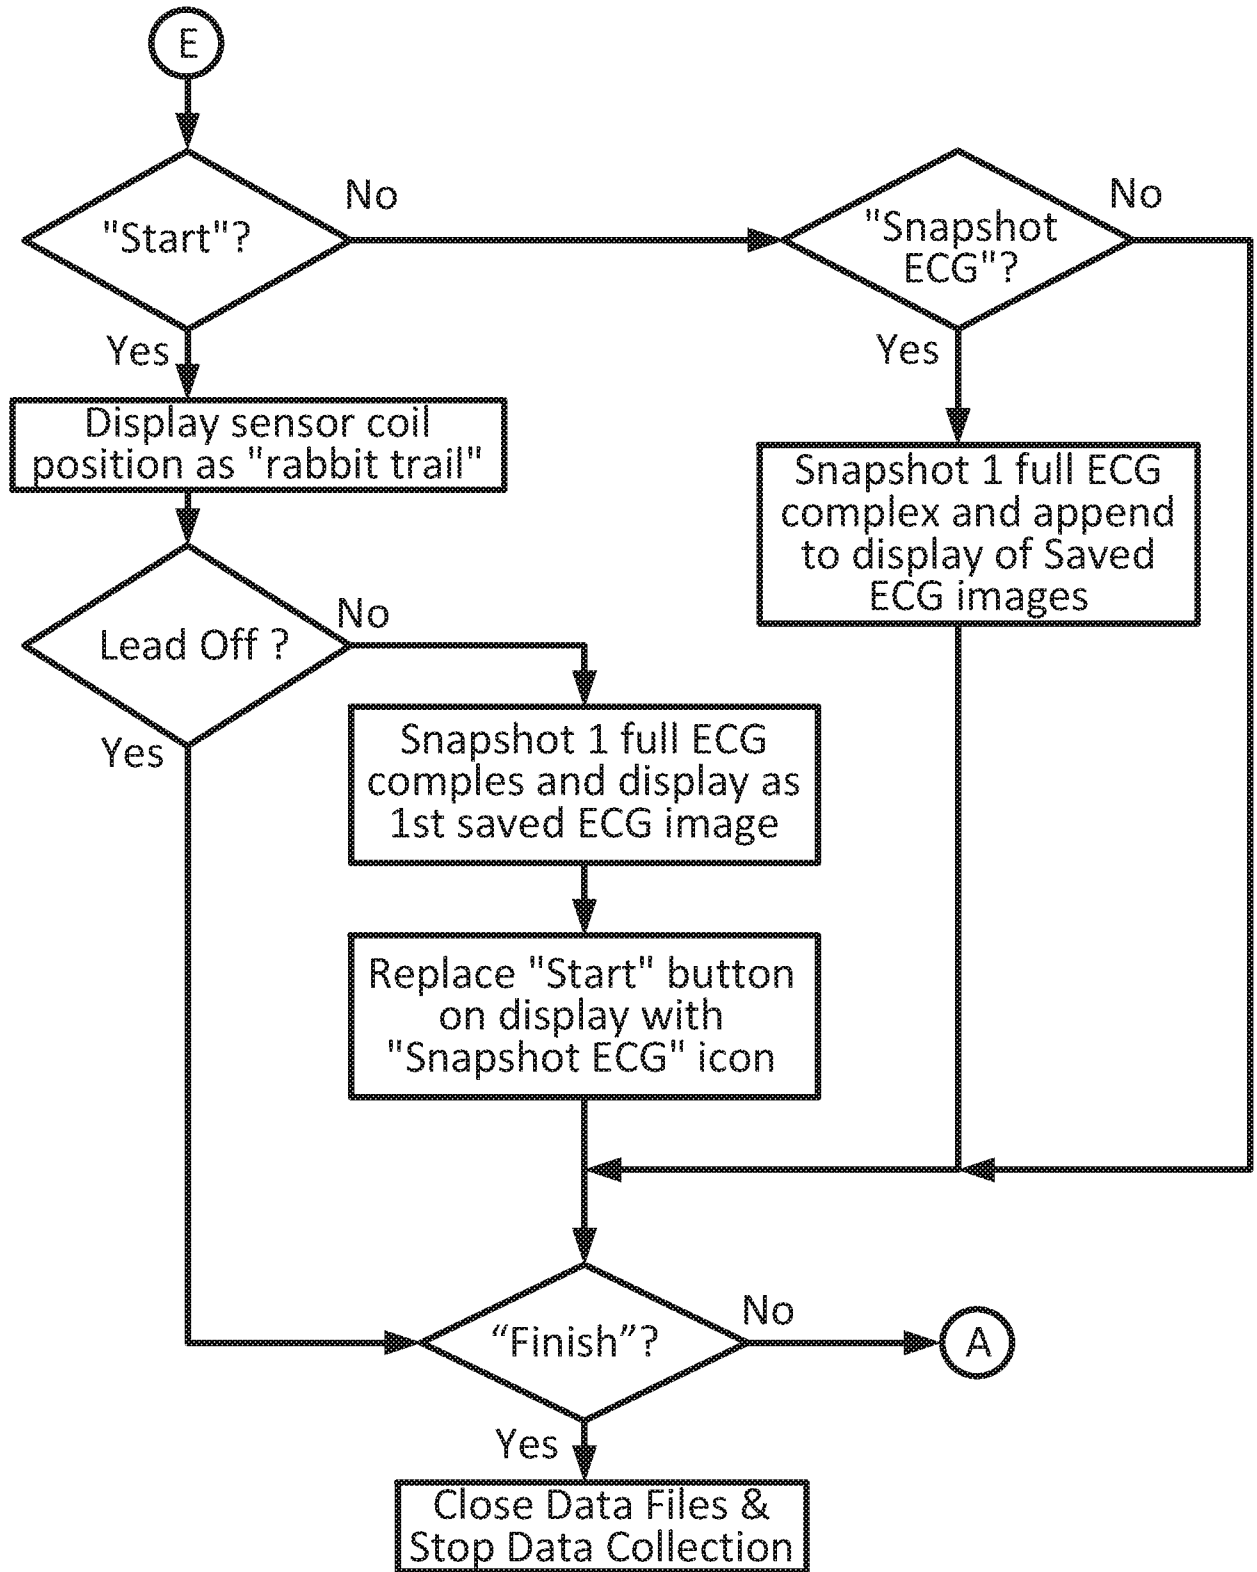 E
"Start"?
No
"Snapshot
ECG"?
No
Yes
Yes
Display sensor coil
position as "rabbit trail"
Snapshot 1 full ECG
complex and append
to display of Saved
ECG images
Lead Off ?
No
Yes
Snapshot 1 full ECG
comples and display as
1st saved ECG image
Replace "Start" button
on display with
"Snapshot ECG" icon
“Finish”?
No
A
Yes
Close Data Files &
Stop Data Collection